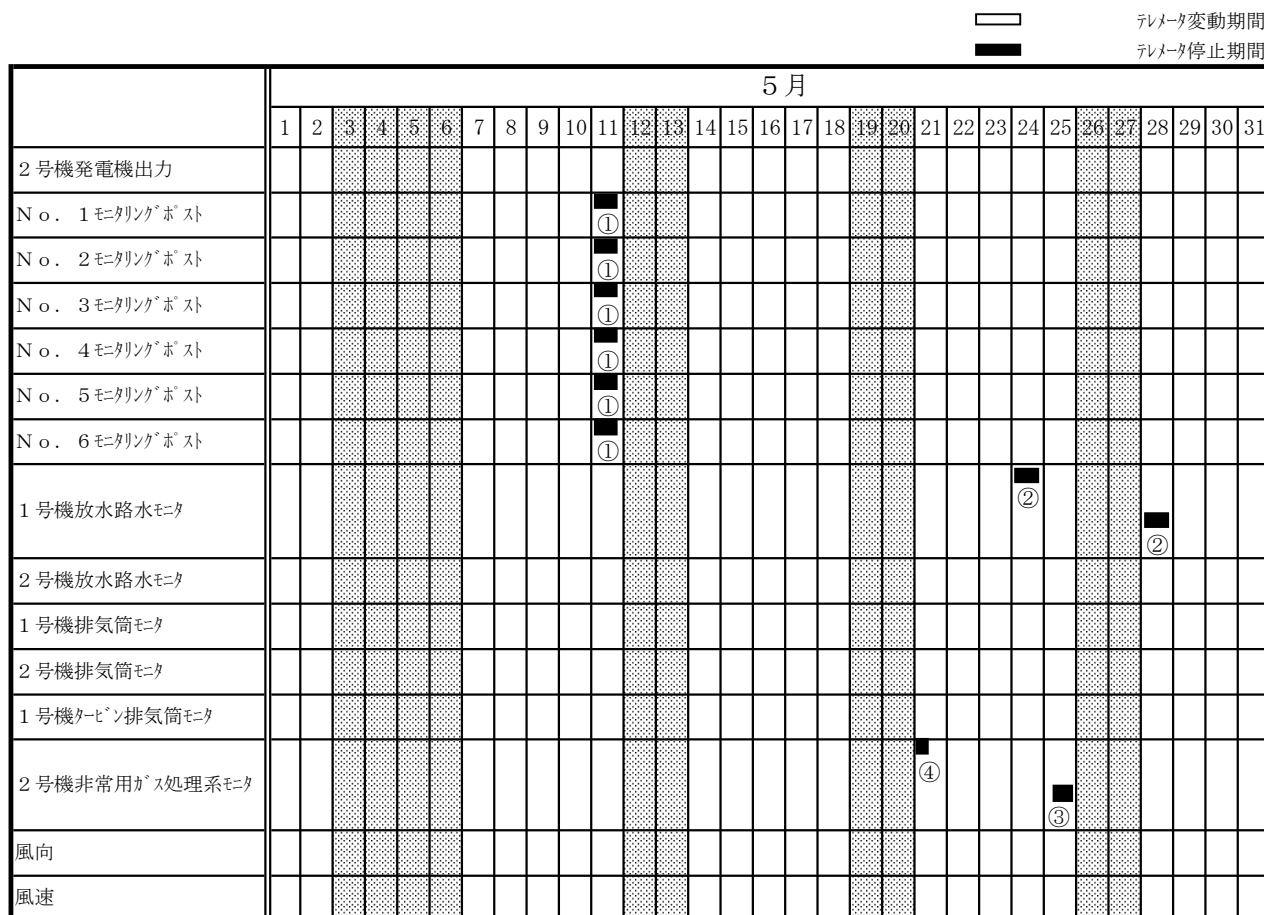 ﾃﾚﾒｰﾀ変動期間
ﾃﾚﾒｰﾀ停止期間
５月
1 2 3 4 5 6 7 8 9 10 11 12 13 14 15 16 17 18 19 20 21 22 23 24 25 26 27 28 29 30 31
２号機発電機出力
Ｎｏ．１ﾓﾆﾀﾘﾝｸﾞﾎﾟｽﾄ
①
Ｎｏ．２ﾓﾆﾀﾘﾝｸﾞﾎﾟｽﾄ
①
Ｎｏ．３ﾓﾆﾀﾘﾝｸﾞﾎﾟｽﾄ
①
Ｎｏ．４ﾓﾆﾀﾘﾝｸﾞﾎﾟｽﾄ
①
Ｎｏ．５ﾓﾆﾀﾘﾝｸﾞﾎﾟｽﾄ
①
Ｎｏ．６ﾓﾆﾀﾘﾝｸﾞﾎﾟｽﾄ
①
１号機放水路水ﾓﾆﾀ
②
②
２号機放水路水ﾓﾆﾀ
１号機排気筒ﾓﾆﾀ
２号機排気筒ﾓﾆﾀ
１号機ﾀｰﾋﾞﾝ排気筒ﾓﾆﾀ
２号機非常用ｶﾞｽ処理系ﾓﾆﾀ
④
③
風向
風速